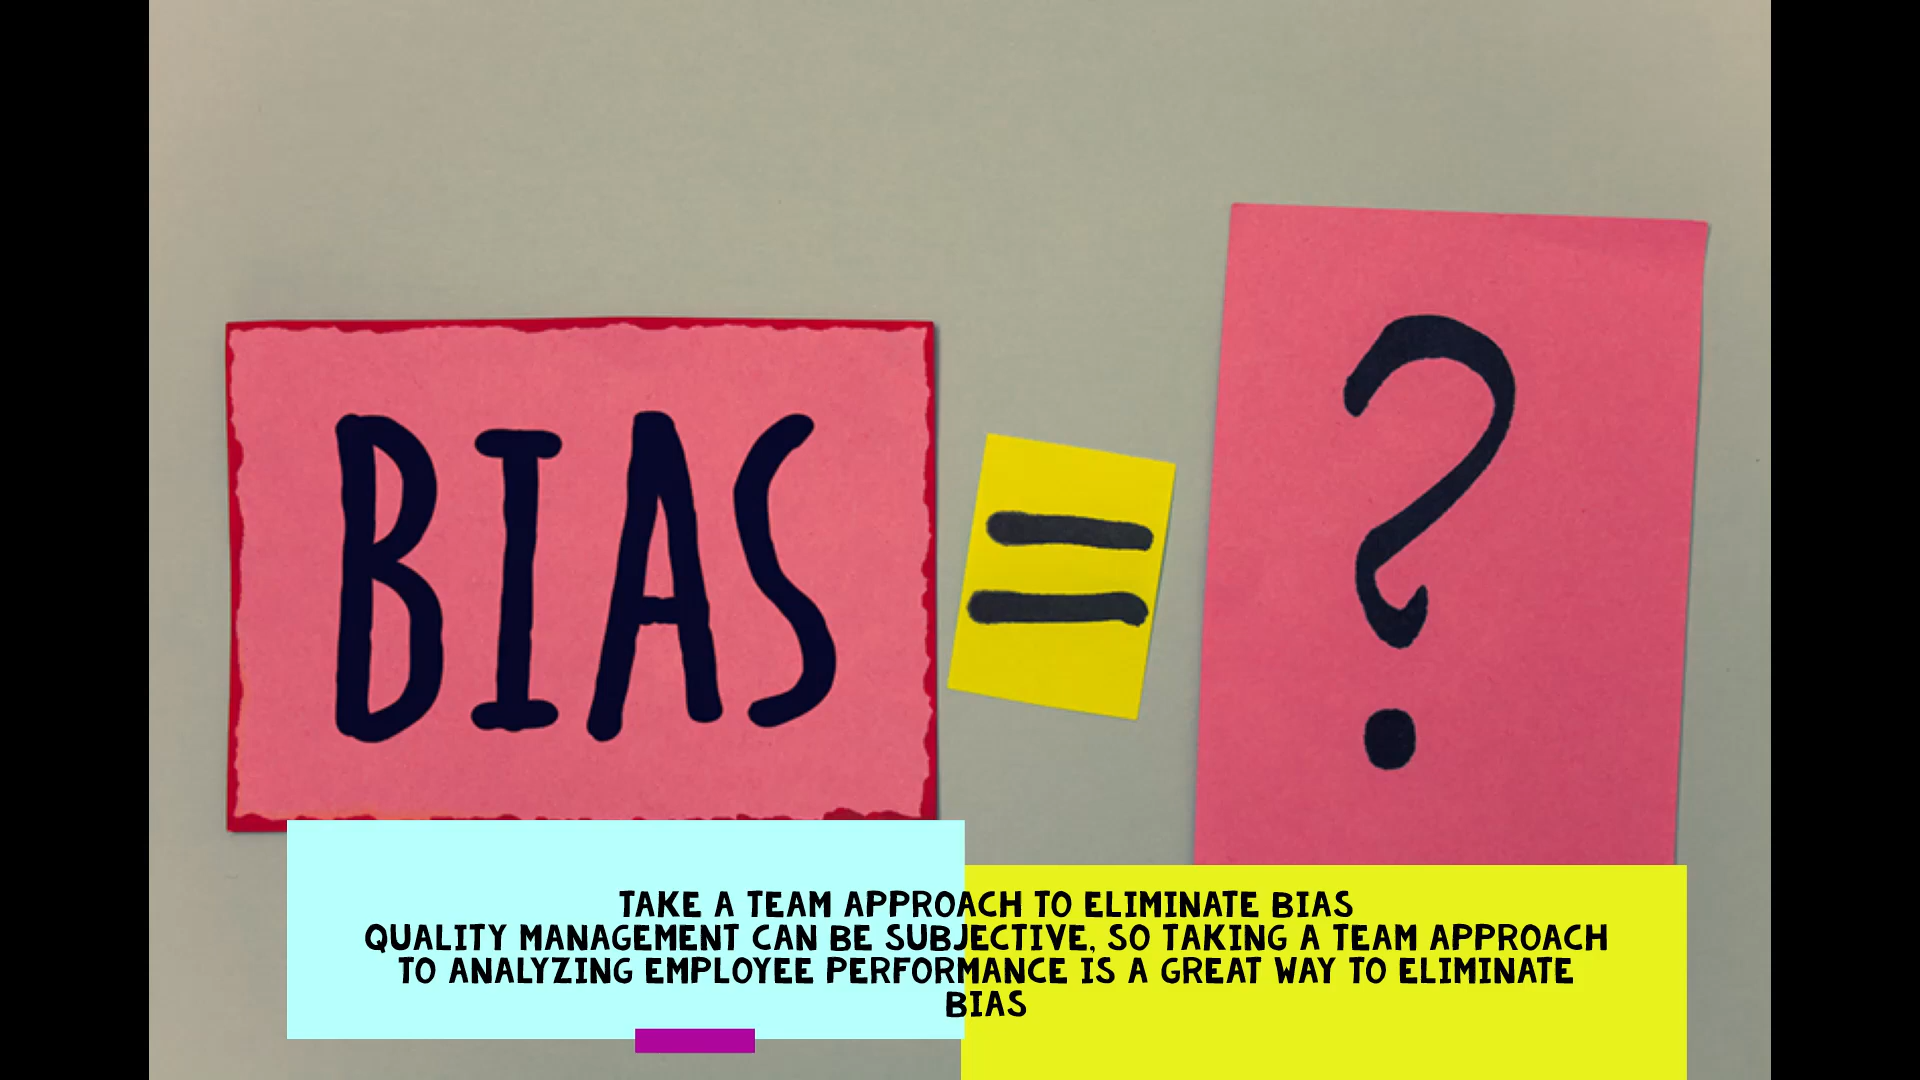 BIAS = ?
TAKE A TEAM APPROACH TO ELIMINATE BIAS
QUALITY MANAGEMENT CAN BE SUBJECTIVE, SO TAKING A TEAM APPROACH
TO ANALYZING EMPLOYEE PERFORMANCE IS A GREAT WAY TO ELIMINATE
BIAS